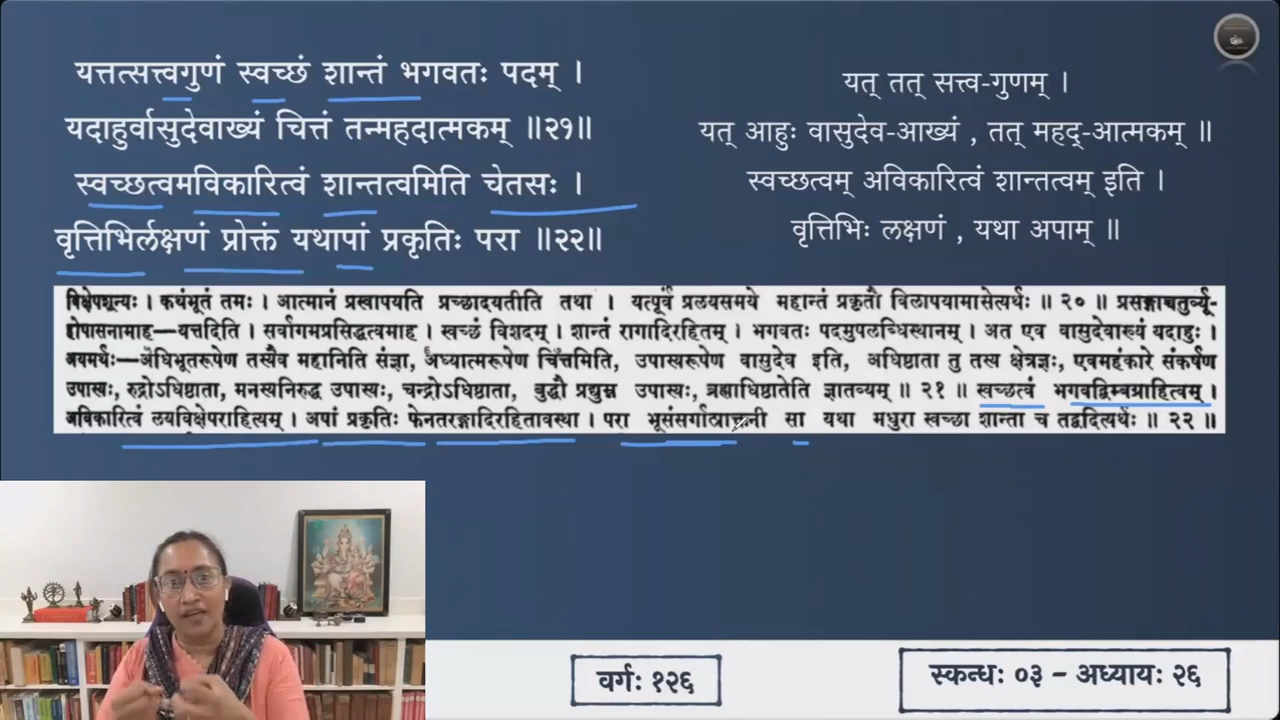 यत्तत्सत्त्वगुणं स्वच्छं शान्तं भगवतः पदम् ।
यदाहुर्वासुदेवाख्यं चित्तं तन्महदात्मकम् ॥२१॥
स्वच्छत्वमविकारित्वं शान्तत्वमिति चेतसः ।
वृत्तिभिर्लक्षणं प्रोक्तं यथापां प्रकृतिः परा ॥२२॥
यत् तत् सत्त्व-गुणम् ।
यत् आहुः वासुदेव-आख्यं , तत् महद्-आत्मकम् ॥
स्वच्छत्वम् अविकारित्वं शान्तत्वम् इति ।
वृत्तिभिः लक्षणं , यथा अपाम् ॥
विक्षेपशून्यः । कथंभूतं तमः । आत्मानं प्रस्वापयति प्रच्छादयतीति तथा । यत्पूर्वं प्रलयसमये महान्तं प्रकृतौ विलापयामासेत्यर्थः ॥ २० ॥ प्रसङ्गाच्चतुर्व्यू-
होपासनामाह—यत्तदिति । सर्वागमप्रसिद्धत्वमाह । स्वच्छं विशदम् । शान्तं रागादिरहितम् । भगवतः पदमुपलब्धिस्थानम् । अत एव वासुदेवाख्यं यदाहुः ।
अयमर्थः—अधिभूतरूपेण तस्यैव महानिति संज्ञा, अध्यात्मरूपेण चित्तमिति, उपास्यरूपेण वासुदेव इति, अधिष्ठाता तु तस्य क्षेत्रज्ञः, एवमहंकारे संकर्षण
उपास्यः, रुद्रोऽधिष्ठाता, मनस्यनिरुद्ध उपास्यः, चन्द्रोऽधिष्ठाता, बुद्धौ प्रद्युम्न उपास्यः, ब्रह्माधिष्ठातेति ज्ञातव्यम् ॥ २१ ॥ स्वच्छत्वं भगवद्बिम्बग्राहित्वम् ।
अविकारित्वं लयविक्षेपराहित्यम् । अपां प्रकृतिः फेनतरङ्गादिरहितावस्था । परा भूसंसर्गात्प्राक्तनी सा यथा मधुरा स्वच्छा शान्ता च तद्वदित्यर्थः ॥ २२ ॥
वर्गः १२६
स्कन्धः ०३ – अध्यायः २६